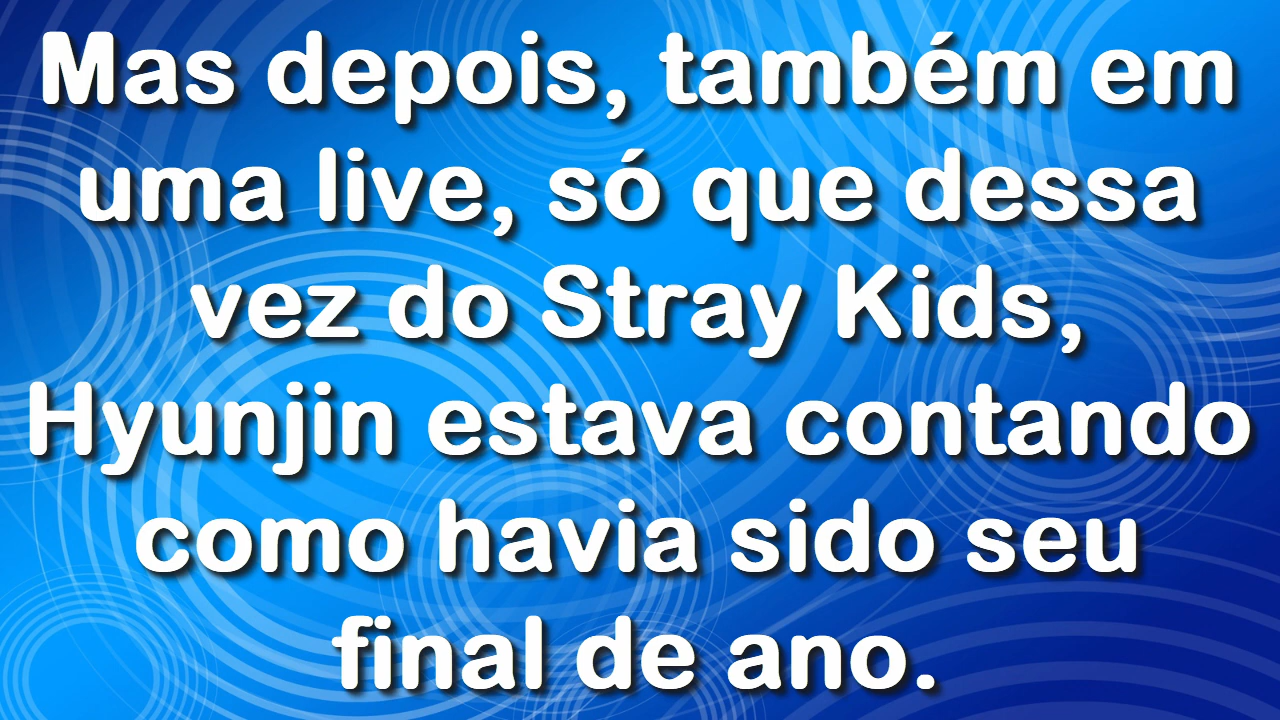 Mas depois, também em
uma live, só que dessa
vez do Stray Kids,
Hyunjin estava contando
como havia sido seu
final de ano.